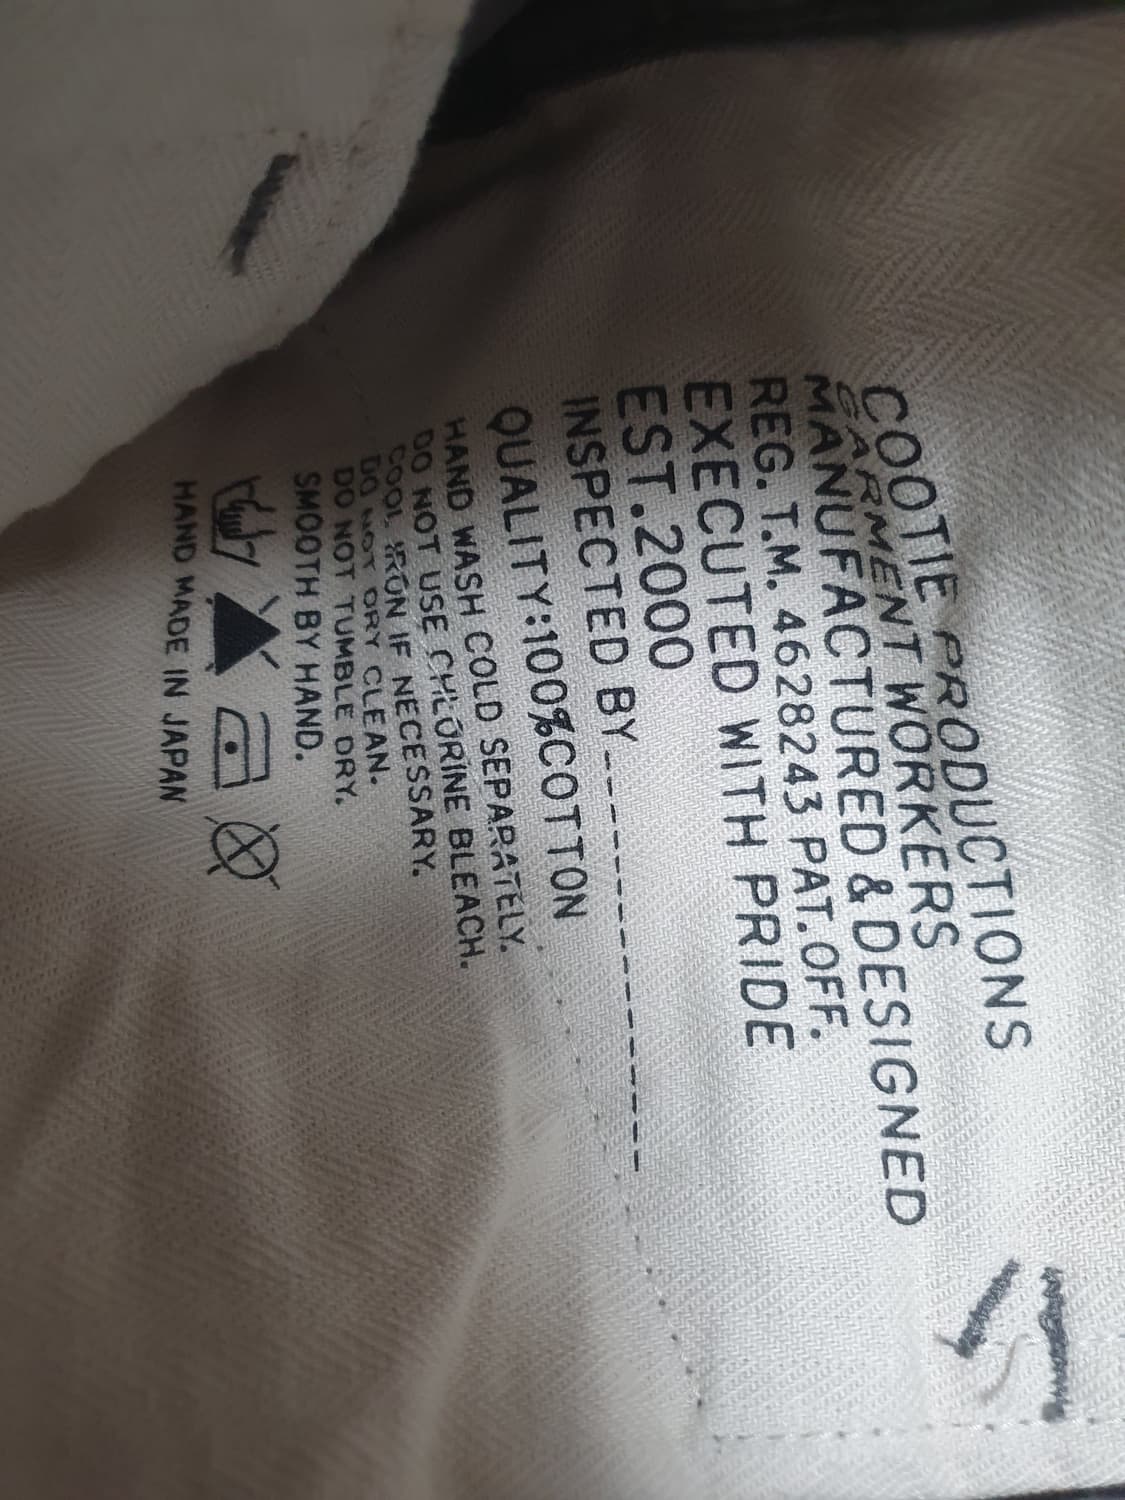 COOTIE PRODUCTIONS
GARMENT WORKERS
MANUFACTURED & DESIGNED
REG. T.M. 4628243 PAT.OFF.
EXECUTED WITH PRIDE
EST.2000
INSPECTED BY
QUALITY:100%COTTON
HAND WASH COLD SEPARATELY.
DO NOT USE CHLORINE BLEACH.
COOL IRON IF NECESSARY.
DO NOT DRY CLEAN.
DO NOT TUMBLE DRY.
SMOOTH BY HAND.
HAND MADE IN JAPAN